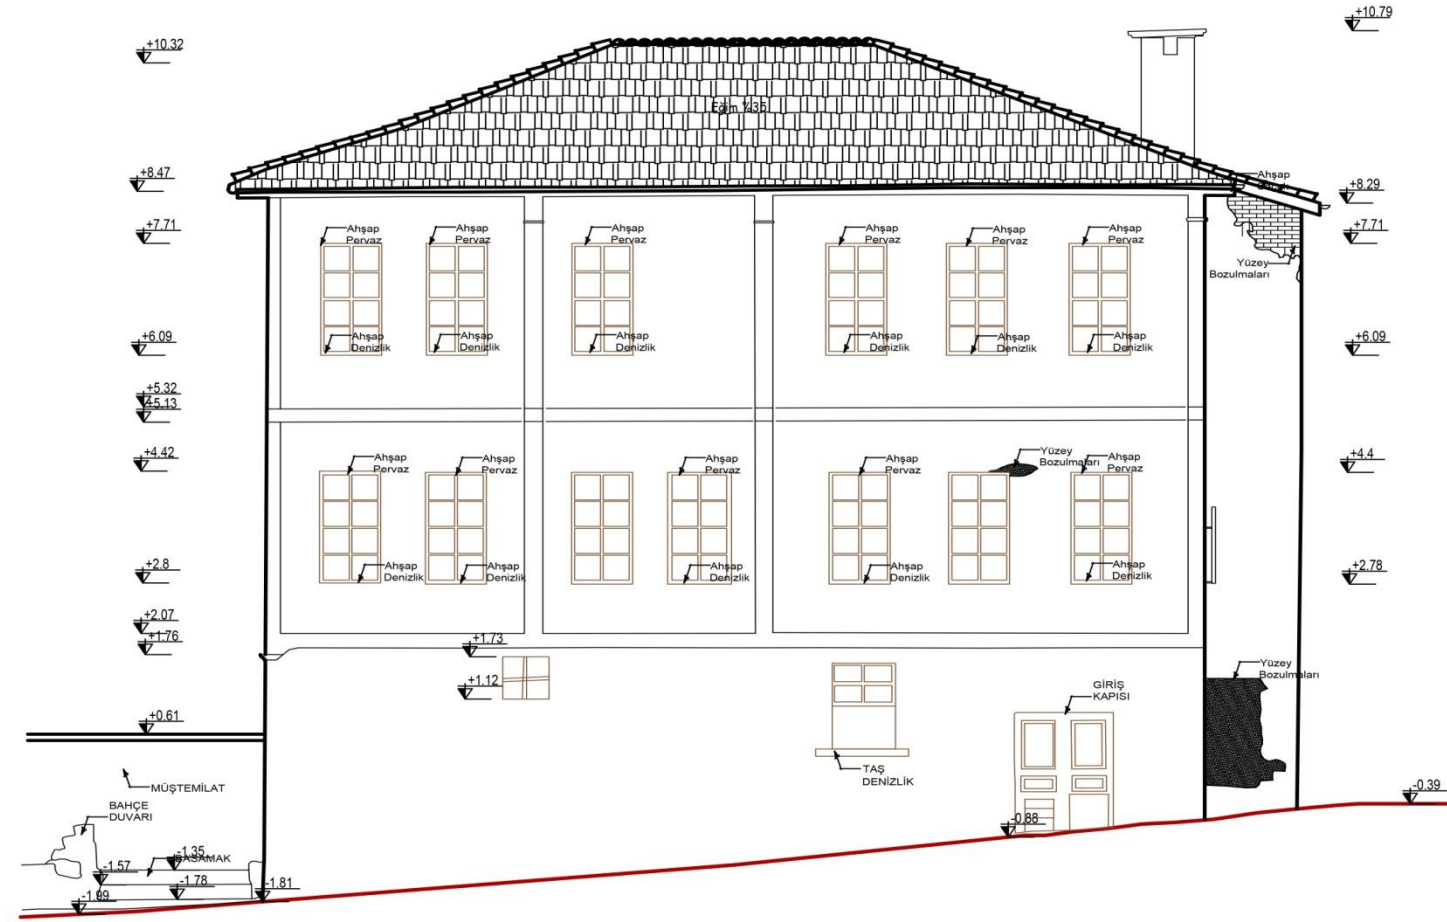 +10.79
+10.32
Eğim %35
+8.47
Ahşap
+8.29
+7.71
Ahşap
Pervaz
Ahşap
Pervaz
Ahşap
Pervaz
Ahşap
Pervaz
Ahşap
Pervaz
Ahşap
Pervaz
+7.71
Yüzey
Bozulmaları
+6.09
Ahşap
Denizlik
Ahşap
Denizlik
Ahşap
Denizlik
Ahşap
Denizlik
Ahşap
Denizlik
Ahşap
Denizlik
+6.09
+5.32
+5.13
+4.42
Ahşap
Pervaz
Ahşap
Pervaz
Ahşap
Pervaz
Ahşap
Pervaz
Yüzey
Bozulmaları
Ahşap
Pervaz
+4.4
+2.8
Ahşap
Denizlik
Ahşap
Denizlik
Ahşap
Denizlik
Ahşap
Denizlik
Ahşap
Denizlik
+2.78
+2.07
+1.76
+1.73
+1.12
GİRİŞ
KAPISI
Yüzey
Bozulmaları
+0.61
TAŞ
DENİZLİK
MÜŞTEMİLAT
-0.39
BAHÇE
DUVARI
-0.88
-1.35
BASAMAK
-1.57
-1.78
-1.81
-1.99